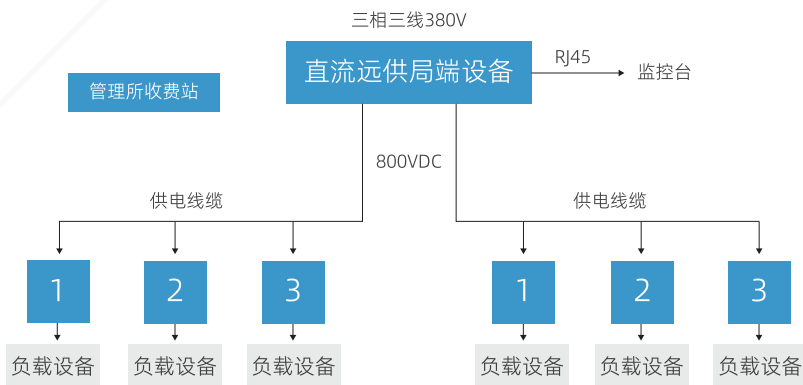 三相三线380V
直流远供局端设备
RJ45
监控台
管理所收费站
800VDC
供电线缆
供电线缆
1
2
3
1
2
3
负载设备
负载设备
负载设备
负载设备
负载设备
负载设备